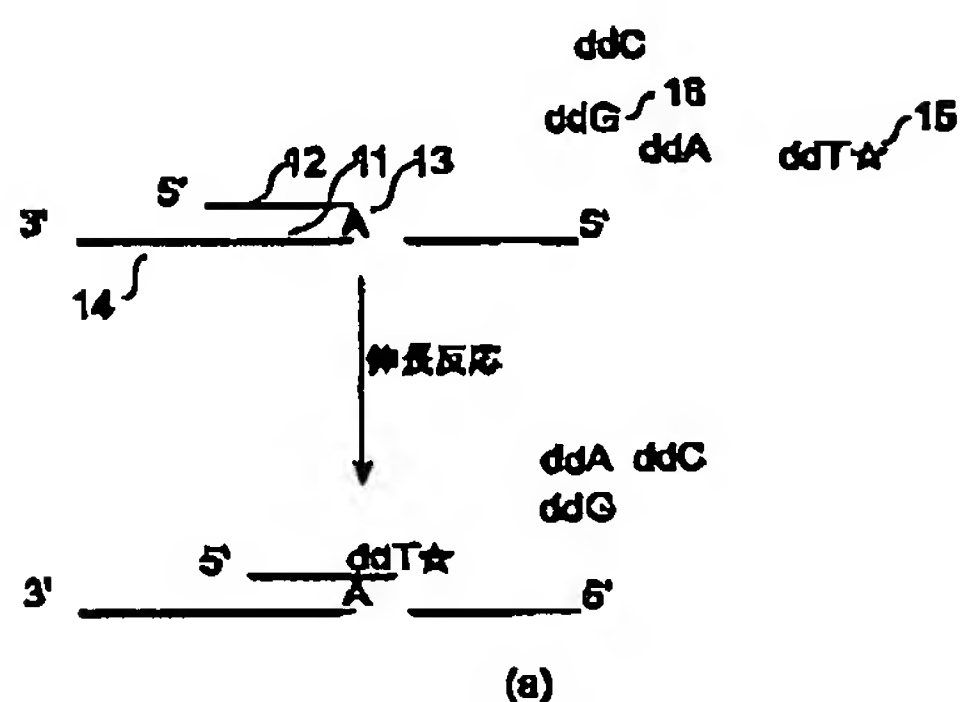 ddC
ddG 16
ddA
ddT☆ 15
12 11 13
5'
3' A 5'
14
伸長反応
ddA ddC
ddG
5' ddT☆
3' A 5'
(a)